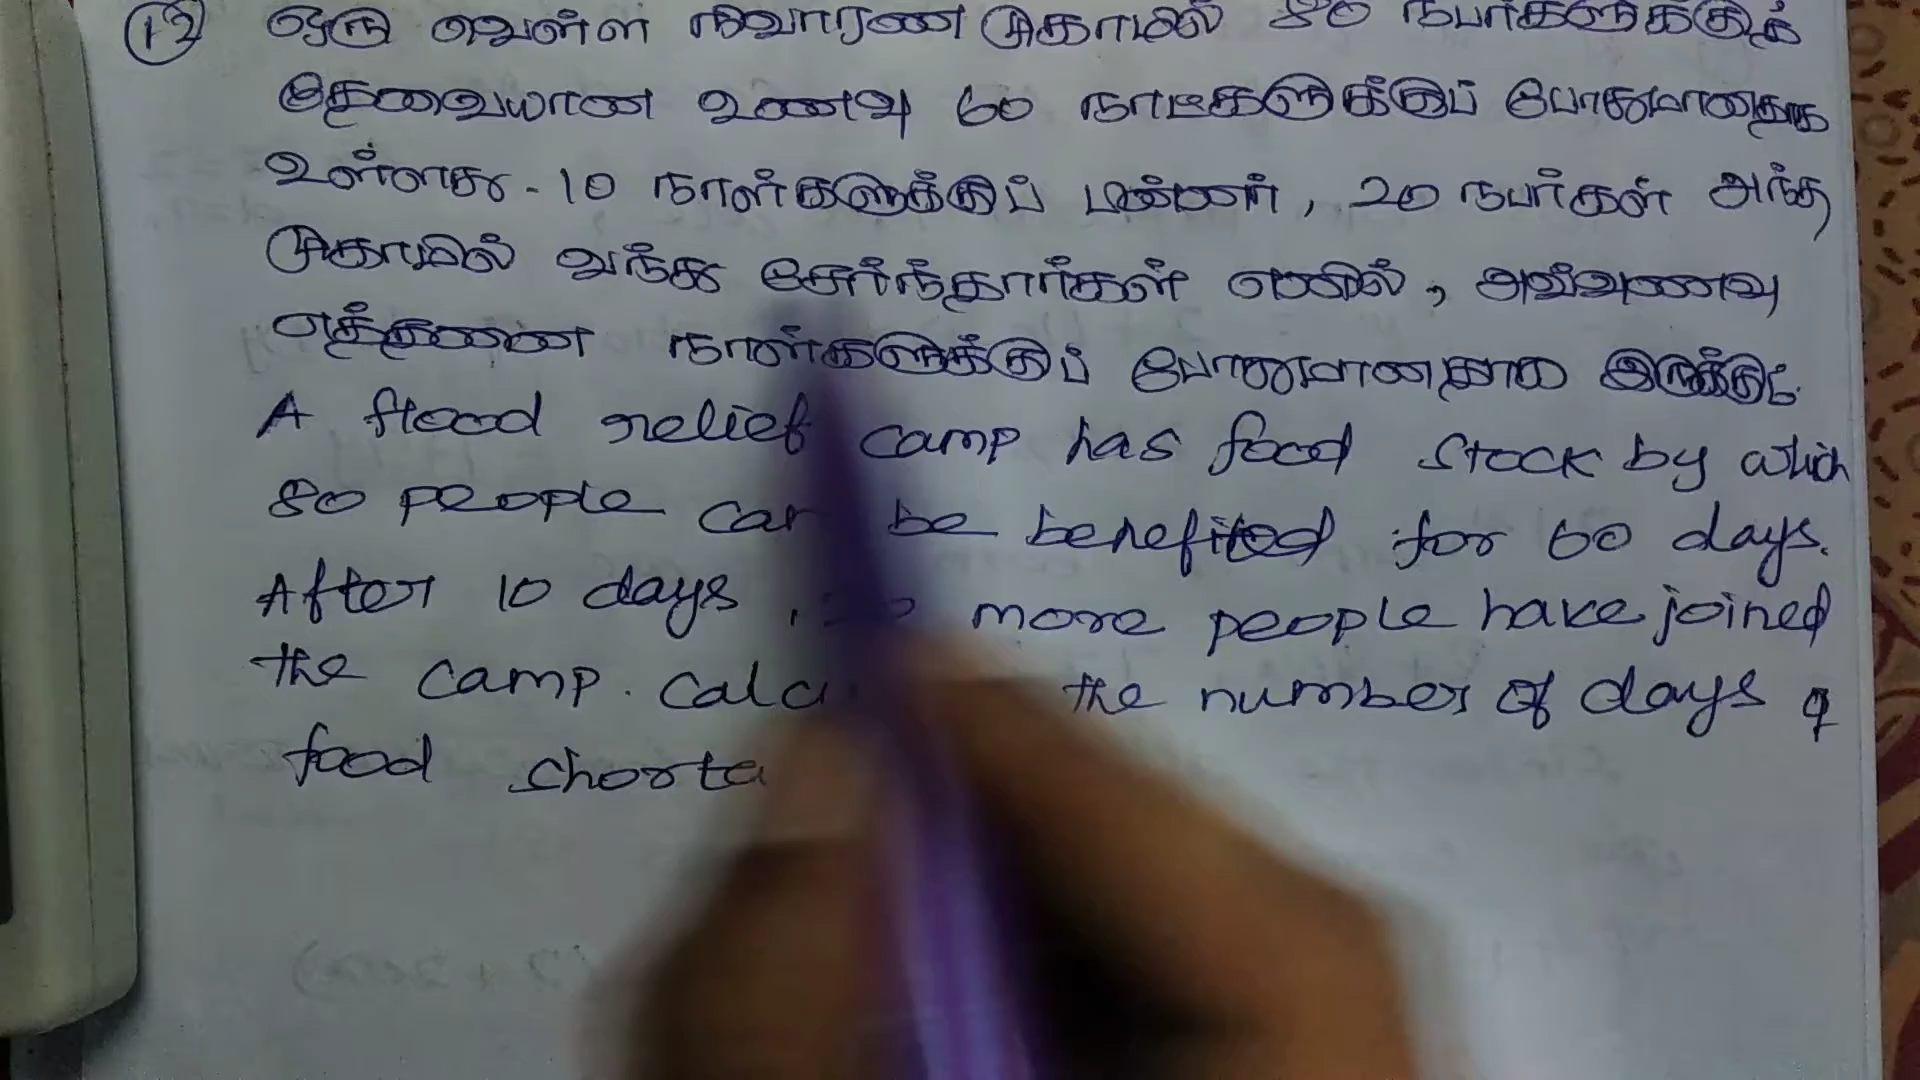 13 ஒரு வெள்ள நிவாரண முகாமில் 80 நபர்களுக்குத்
தேவையான உணவு 60 நாட்களுக்குப் போதுமானதாக
உள்ளது - 10 நாள்களுக்குப் பின்னர், 20 நபர்கள் அந்த
முகாமில் வந்து சேர்ந்தார்கள் எனில், அவ்வுணவு
எத்தனை நாள்களுக்குப் போதுமானதாக இருக்கும்.
A flood relief camp has food stock by which
80 people can be benefited for 60 days.
After 10 days, more people have joined
the camp. the number of days of
food